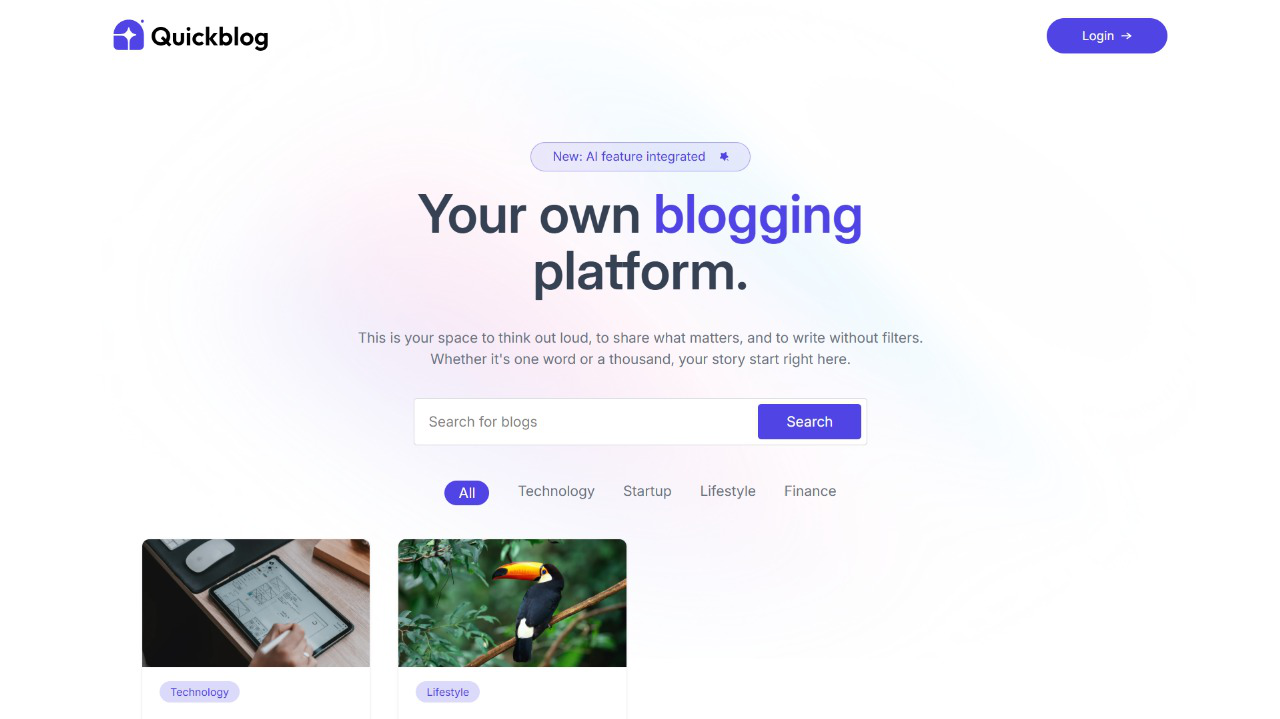 Quickblog
Login →
New: AI feature integrated
Your own blogging
platform.
This is your space to think out loud, to share what matters, and to write without filters.
Whether it's one word or a thousand, your story start right here.
Search for blogs
Search
All
Technology
Startup
Lifestyle
Finance
Technology
Lifestyle